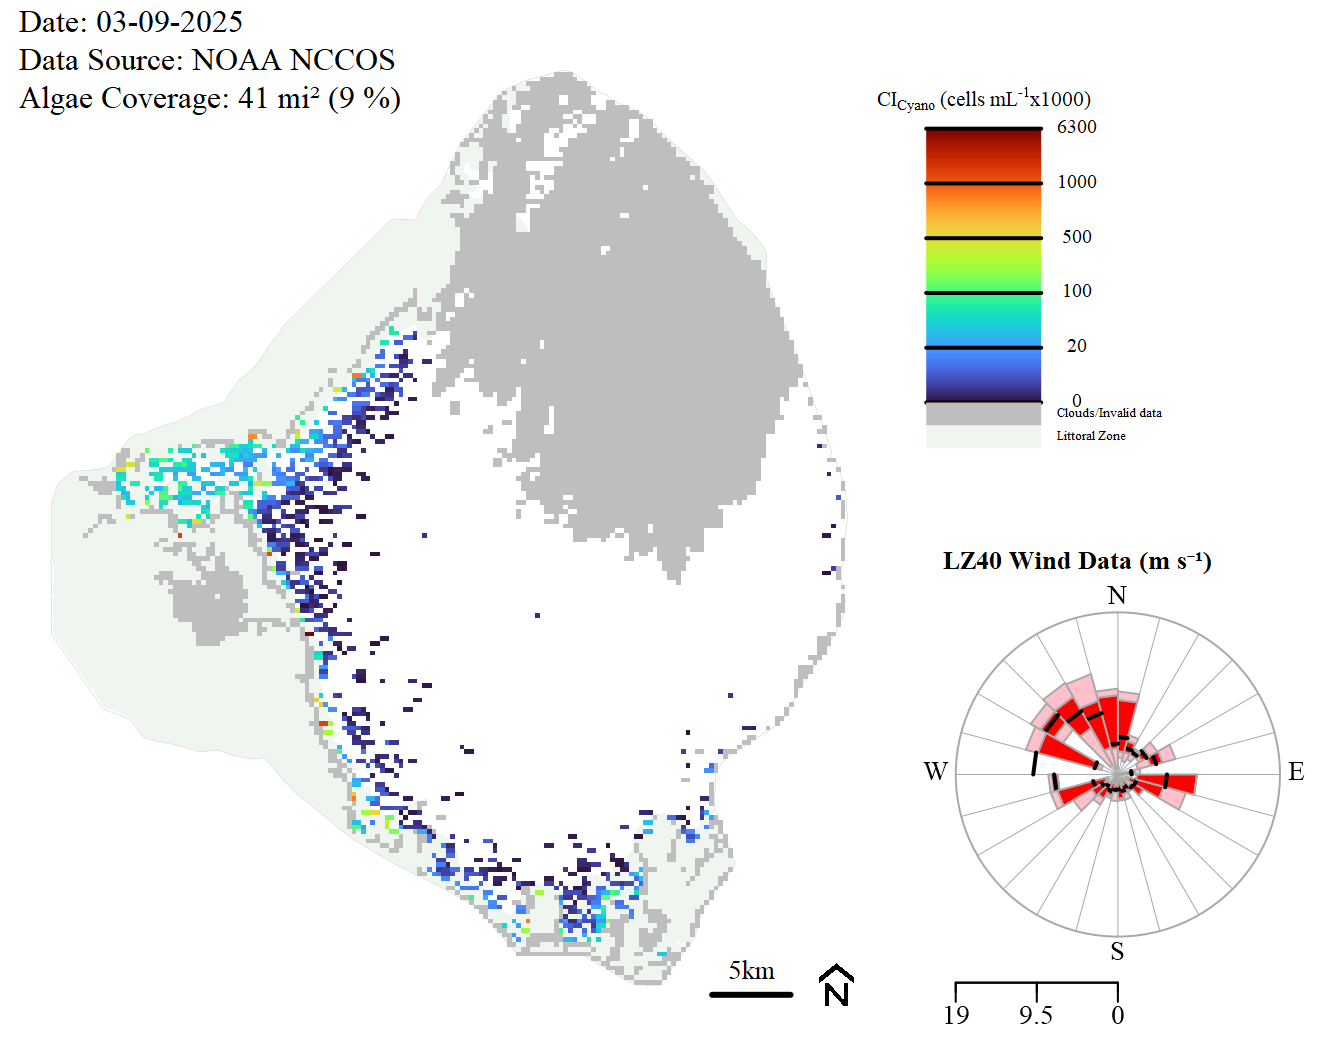 Date: 03-09-2025
Data Source: NOAA NCCOS
Algae Coverage: 41 mi² (9 %)
CICyano (cells mL-1x1000)
6300
1000
500
100
20
0
Clouds/Invalid data
Littoral Zone
LZ40 Wind Data (m s⁻¹)
N
W
E
S
5km
N
19
9.5
0